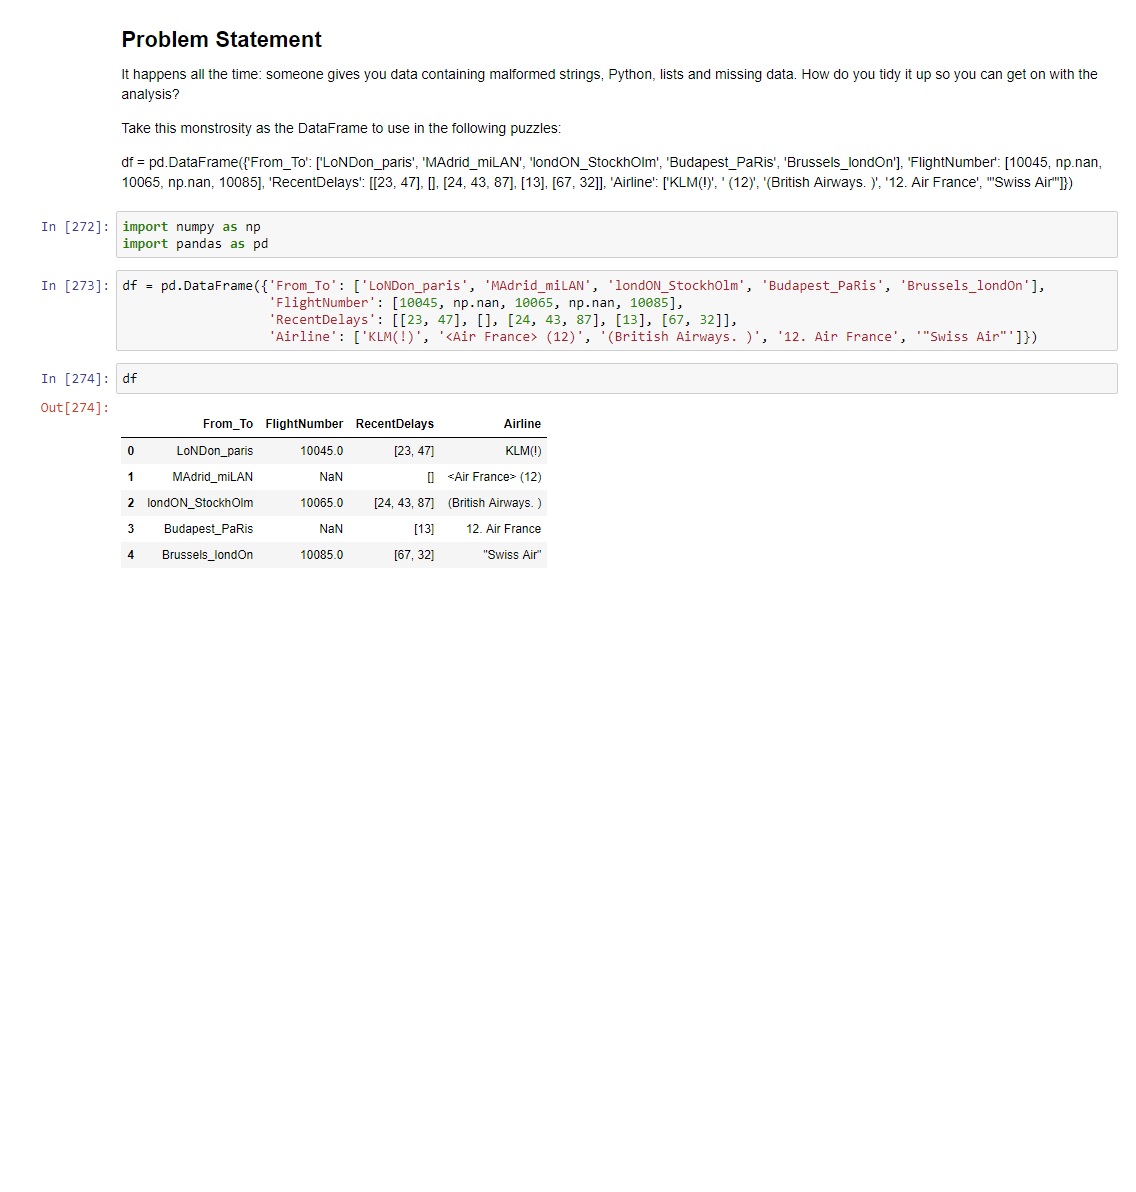 Problem Statement
It happens all the time: someone gives you data containing malformed strings, Python, lists and missing data. How do you tidy it up so you can get on with the
analysis?
Take this monstrosity as the DataFrame to use in the following puzzles:
df = pd.DataFrame({'From_To': ['LoNDon_paris', 'MAdrid_miLAN', 'londON_StockhOlm', 'Budapest_PaRis', 'Brussels_londOn'], 'FlightNumber': [10045, np.nan,
10065, np.nan, 10085], 'RecentDelays': [[23, 47], [], [24, 43, 87], [13], [67, 32]], 'Airline': ['KLM(!)', ' (12)', '(British Airways. )', '12. Air France', '"Swiss Air"']})
In [272]: import numpy as np
import pandas as pd
In [273]: df = pd.DataFrame({'From_To': ['LoNDon_paris', 'MAdrid_miLAN', 'londON_StockhOlm', 'Budapest_PaRis', 'Brussels_londOn'],
'FlightNumber': [10045, np.nan, 10065, np.nan, 10085],
'RecentDelays': [[23, 47], [], [24, 43, 87], [13], [67, 32]],
'Airline': ['KLM(!)', '<Air France> (12)', '(British Airways. )', '12. Air France', '"Swiss Air"']})
In [274]: df
Out[274]:
From_To FlightNumber RecentDelays Airline
0 LoNDon_paris 10045.0 [23, 47] KLM(!)
1 MAdrid_miLAN NaN [] <Air France> (12)
2 londON_StockhOlm 10065.0 [24, 43, 87] (British Airways. )
3 Budapest_PaRis NaN [13] 12. Air France
4 Brussels_londOn 10085.0 [67, 32] "Swiss Air"